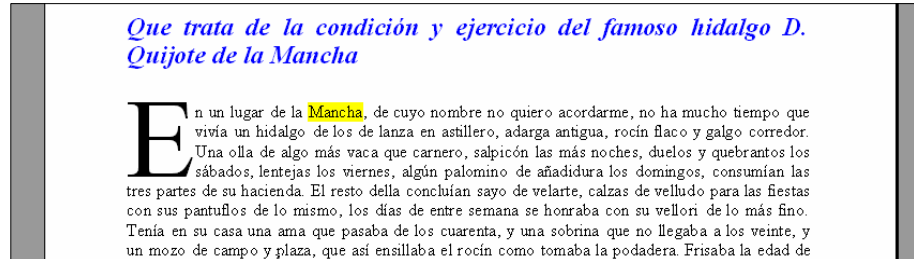 Que trata de la condición y ejercicio del famoso hidalgo D.
Quijote de la Mancha
En un lugar de la Mancha, de cuyo nombre no quiero acordarme, no ha mucho tiempo que
vivía un hidalgo de los de lanza en astillero, adarga antigua, rocín flaco y galgo corredor.
Una olla de algo más vaca que carnero, salpicón las más noches, duelos y quebrantos los
sábados, lentejas los viernes, algún palomino de añadidura los domingos, consumían las
tres partes de su hacienda. El resto della concluían sayo de velarte, calzas de velludo para las fiestas
con sus pantuflos de lo mismo, los días de entre semana se honraba con su vellori de lo más fino.
Tenía en su casa una ama que pasaba de los cuarenta, y una sobrina que no llegaba a los veinte, y
un mozo de campo y plaza, que así ensillaba el rocín como tomaba la podadera. Frisaba la edad de